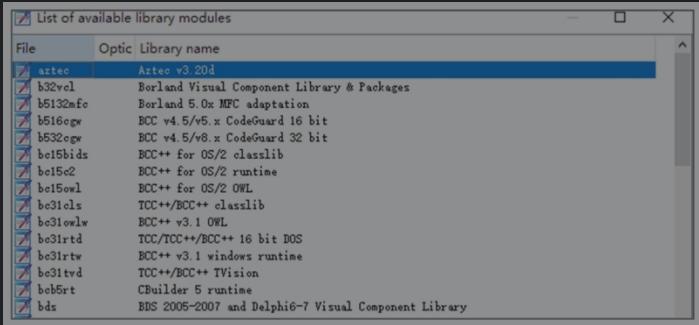 List of available library modules
File Optic Library name
aztec Aztec v3.20d
b32vcl Borland Visual Component Library & Packages
b5132mfc Borland 5.0x MFC adaptation
b516cgw BCC v4.5/v5.x CodeGuard 16 bit
b532cgw BCC v4.5/v8.x CodeGuard 32 bit
bc15bids BCC++ for OS/2 classlib
bc15c2 BCC++ for OS/2 runtime
bc15owl BCC++ for OS/2 OWL
bc31cls TCC++/BCC++ classlib
bc31owlw BCC++ v3.1 OWL
bc31rtd TCC/TCC++/BCC++ 16 bit DOS
bc31rtw BCC++ v3.1 windows runtime
bc31tvd TCC++/BCC++ TVision
bcb5rt CBuilder 5 runtime
bds BDS 2005-2007 and Delphi6-7 Visual Component Library